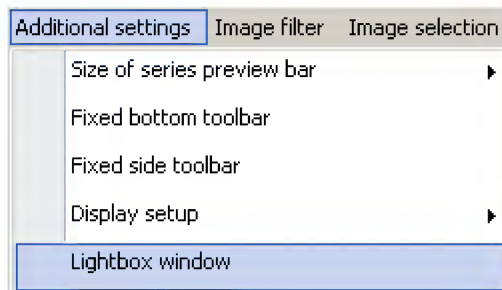 Additional settings Image filter Image selection
Size of series preview bar
Fixed bottom toolbar
Fixed side toolbar
Display setup
Lightbox window